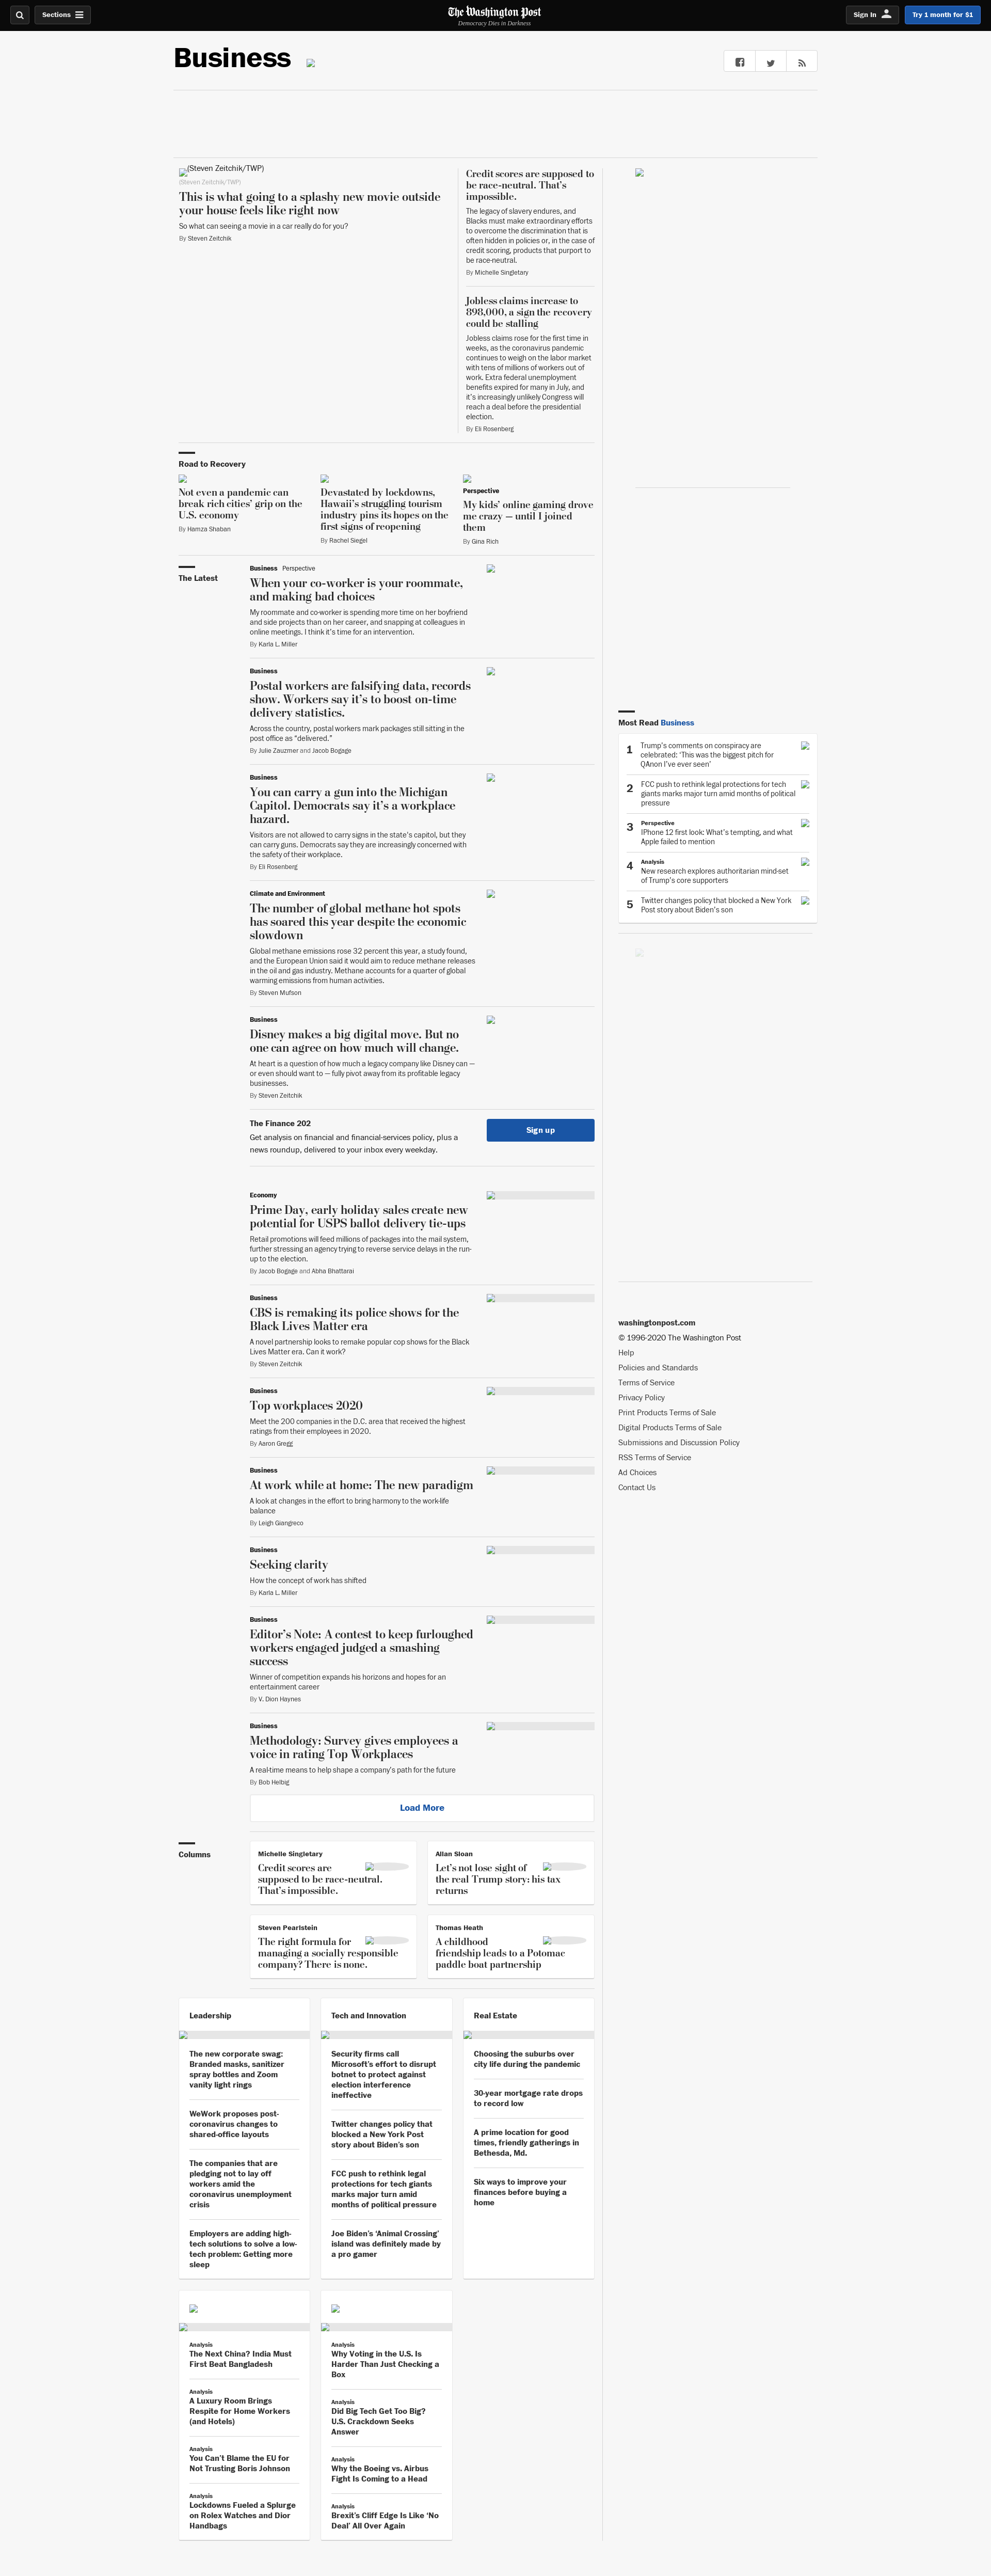 Sections
The Washington Post
Democracy Dies in Darkness
Sign In
Try 1 month for $1
Business
(Steven Zeitchik/TWP)
(Steven Zeitchik/TWP)
This is what going to a splashy new movie outside
your house feels like right now
So what can seeing a movie in a car really do for you?
By Steven Zeitchik
Credit scores are supposed to
be race-neutral. That’s
impossible.
The legacy of slavery endures, and
Blacks must make extraordinary efforts
to overcome the discrimination that is
often hidden in policies or, in the case of
credit scoring, products that purport to
be race-neutral.
By Michelle Singletary
Jobless claims increase to
898,000, a sign the recovery
could be stalling
Jobless claims rose for the first time in
weeks, as the coronavirus pandemic
continues to weigh on the labor market
with tens of millions of workers out of
work. Extra federal unemployment
benefits expired for many in July, and
it’s increasingly unlikely Congress will
reach a deal before the presidential
election.
By Eli Rosenberg
Road to Recovery
Not even a pandemic can
break rich cities’ grip on the
U.S. economy
By Hamza Shaban
Devastated by lockdowns,
Hawaii’s struggling tourism
industry pins its hopes on the
first signs of reopening
By Rachel Siegel
Perspective
My kids’ online gaming drove
me crazy — until I joined
them
By Gina Rich
The Latest
Business Perspective
When your co-worker is your roommate,
and making bad choices
My roommate and co-worker is spending more time on her boyfriend
and side projects than on her career, and snapping at colleagues in
online meetings. I think it’s time for an intervention.
By Karla L. Miller
Business
Postal workers are falsifying data, records
show. Workers say it’s to boost on-time
delivery statistics.
Across the country, postal workers mark packages still sitting in the
post office as “delivered.”
By Julie Zauzmer and Jacob Bogage
Business
You can carry a gun into the Michigan
Capitol. Democrats say it’s a workplace
hazard.
Visitors are not allowed to carry signs in the state’s capitol, but they
can carry guns. Democrats say they are increasingly concerned with
the safety of their workplace.
By Eli Rosenberg
Climate and Environment
The number of global methane hot spots
has soared this year despite the economic
slowdown
Global methane emissions rose 32 percent this year, a study found,
and the European Union said it would aim to reduce methane releases
in the oil and gas industry. Methane accounts for a quarter of global
warming emissions from human activities.
By Steven Mufson
Business
Disney makes a big digital move. But no
one can agree on how much will change.
At heart is a question of how much a legacy company like Disney can —
or even should want to — fully pivot away from its profitable legacy
businesses.
By Steven Zeitchik
The Finance 202
Get analysis on financial and financial-services policy, plus a
news roundup, delivered to your inbox every weekday.
Sign up
Economy
Prime Day, early holiday sales create new
potential for USPS ballot delivery tie-ups
Retail promotions will feed millions of packages into the mail system,
further stressing an agency trying to reverse service delays in the run-
up to the election.
By Jacob Bogage and Abha Bhattarai
Business
CBS is remaking its police shows for the
Black Lives Matter era
A novel partnership looks to remake popular cop shows for the Black
Lives Matter era. Can it work?
By Steven Zeitchik
Business
Top workplaces 2020
Meet the 200 companies in the D.C. area that received the highest
ratings from their employees in 2020.
By Aaron Gregg
Business
At work while at home: The new paradigm
A look at changes in the effort to bring harmony to the work-life
balance
By Leigh Giangreco
Business
Seeking clarity
How the concept of work has shifted
By Karla L. Miller
Business
Editor’s Note: A contest to keep furloughed
workers engaged judged a smashing
success
Winner of competition expands his horizons and hopes for an
entertainment career
By V. Dion Haynes
Business
Methodology: Survey gives employees a
voice in rating Top Workplaces
A real-time means to help shape a company’s path for the future
By Bob Helbig
Load More
Columns
Michelle Singletary
Credit scores are
supposed to be race-neutral.
That’s impossible.
Allan Sloan
Let’s not lose sight of
the real Trump story: his tax
returns
Steven Pearlstein
The right formula for
managing a socially responsible
company? There is none.
Thomas Heath
A childhood
friendship leads to a Potomac
paddle boat partnership
Leadership
The new corporate swag:
Branded masks, sanitizer
spray bottles and Zoom
vanity light rings
WeWork proposes post-
coronavirus changes to
shared-office layouts
The companies that are
pledging not to lay off
workers amid the
coronavirus unemployment
crisis
Employers are adding high-
tech solutions to solve a low-
tech problem: Getting more
sleep
Tech and Innovation
Security firms call
Microsoft’s effort to disrupt
botnet to protect against
election interference
ineffective
Twitter changes policy that
blocked a New York Post
story about Biden’s son
FCC push to rethink legal
protections for tech giants
marks major turn amid
months of political pressure
Joe Biden’s ‘Animal Crossing’
island was definitely made by
a pro gamer
Real Estate
Choosing the suburbs over
city life during the pandemic
30-year mortgage rate drops
to record low
A prime location for good
times, friendly gatherings in
Bethesda, Md.
Six ways to improve your
finances before buying a
home
Analysis
The Next China? India Must
First Beat Bangladesh
Analysis
A Luxury Room Brings
Respite for Home Workers
(and Hotels)
Analysis
You Can’t Blame the EU for
Not Trusting Boris Johnson
Analysis
Lockdowns Fueled a Splurge
on Rolex Watches and Dior
Handbags
Analysis
Why Voting in the U.S. Is
Harder Than Just Checking a
Box
Analysis
Did Big Tech Get Too Big?
U.S. Crackdown Seeks
Answer
Analysis
Why the Boeing vs. Airbus
Fight Is Coming to a Head
Analysis
Brexit’s Cliff Edge Is Like ‘No
Deal’ All Over Again
Most Read Business
1
Trump’s comments on conspiracy are
celebrated: ‘This was the biggest pitch for
QAnon I’ve ever seen’
2
FCC push to rethink legal protections for tech
giants marks major turn amid months of political
pressure
3
Perspective
IPhone 12 first look: What’s tempting, and what
Apple failed to mention
4
Analysis
New research explores authoritarian mind-set
of Trump’s core supporters
5
Twitter changes policy that blocked a New York
Post story about Biden’s son
washingtonpost.com
© 1996-2020 The Washington Post
Help
Policies and Standards
Terms of Service
Privacy Policy
Print Products Terms of Sale
Digital Products Terms of Sale
Submissions and Discussion Policy
RSS Terms of Service
Ad Choices
Contact Us